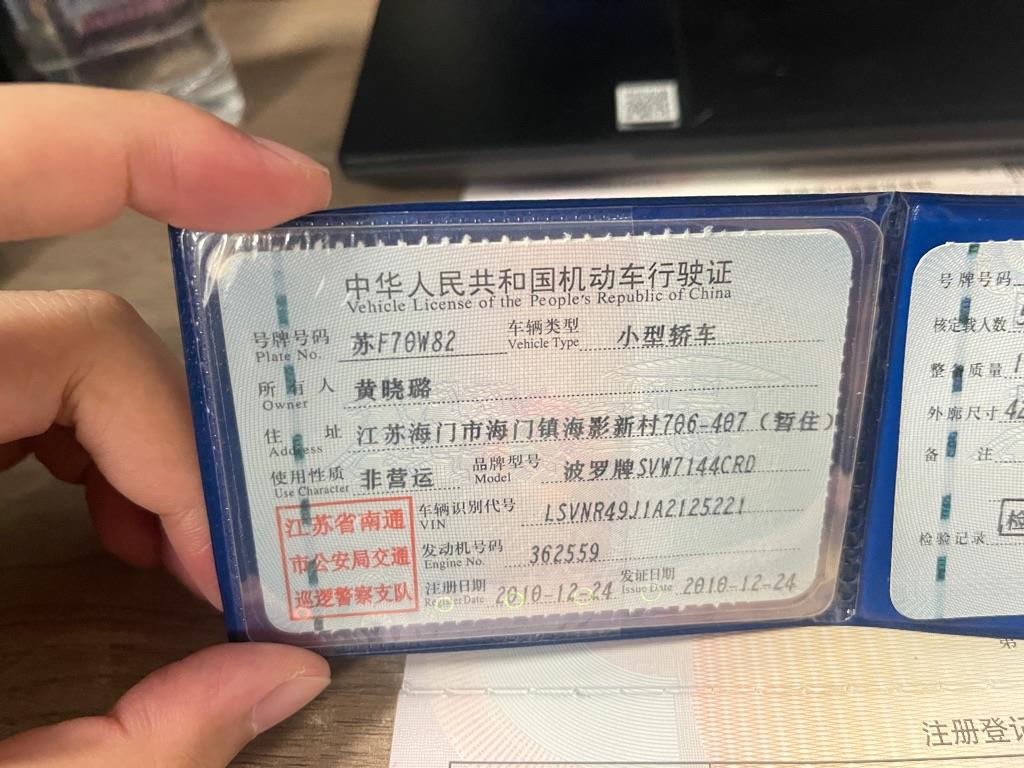 中华人民共和国机动车行驶证
Vehicle License of the People's Republic of China
号牌号码 苏F70W82 车辆类型 小型轿车
Plate No. Vehicle Type
所有人 黄晓璐
Owner
住址 江苏海门市海门镇海影新村706-407（暂住）
Address
使用性质 非营运 品牌型号 波罗牌SVW7144CRD
Use Character Model
江苏省南通
市公安局交通
巡逻警察支队
车辆识别代号 LSVNR49J1A2125221
VIN
发动机号码 362559
Engine No.
注册日期 2010-12-24 发证日期 2010-12-24
Register Date Issue Date
号牌号码
核定载人数
整备质量
外廓尺寸
备注
检验记录
检
第
注册登记